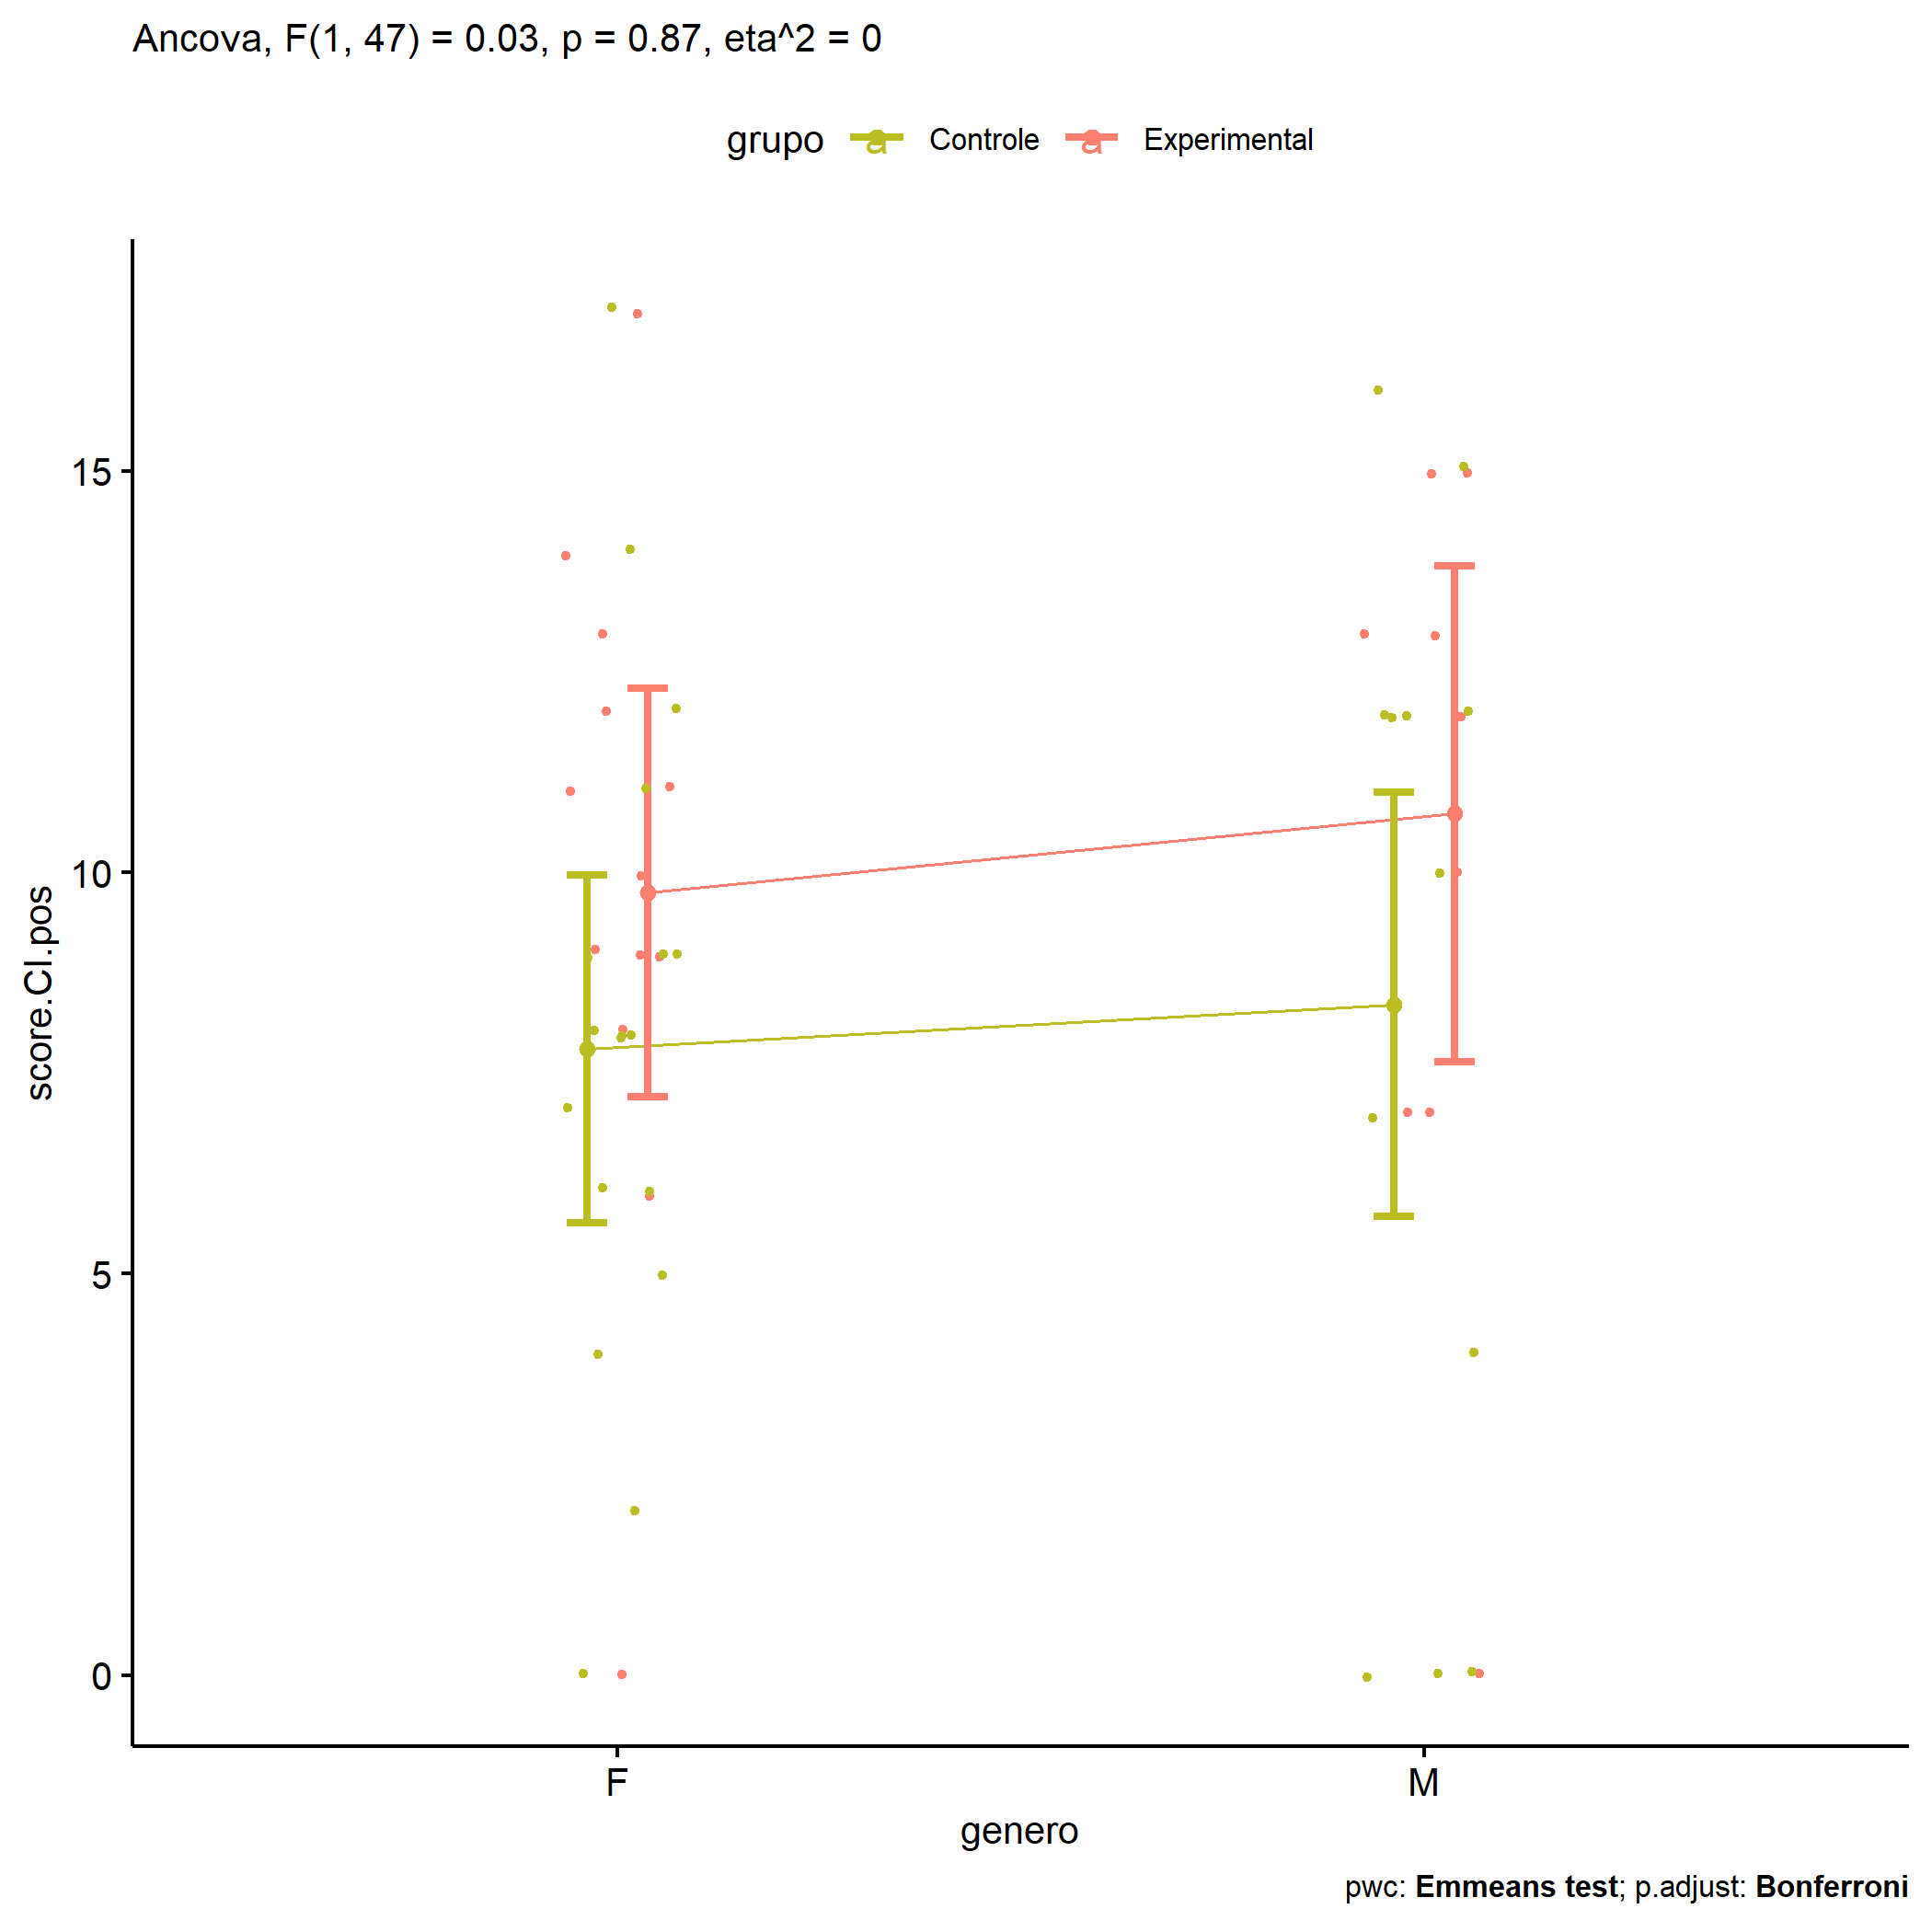 Ancova, F(1, 47) = 0.03, p = 0.87, eta^2 = 0
grupo a Controle a Experimental
15
10
5
0
score.CI.pos
F M
genero
pwc: Emmeans test; p.adjust: Bonferroni